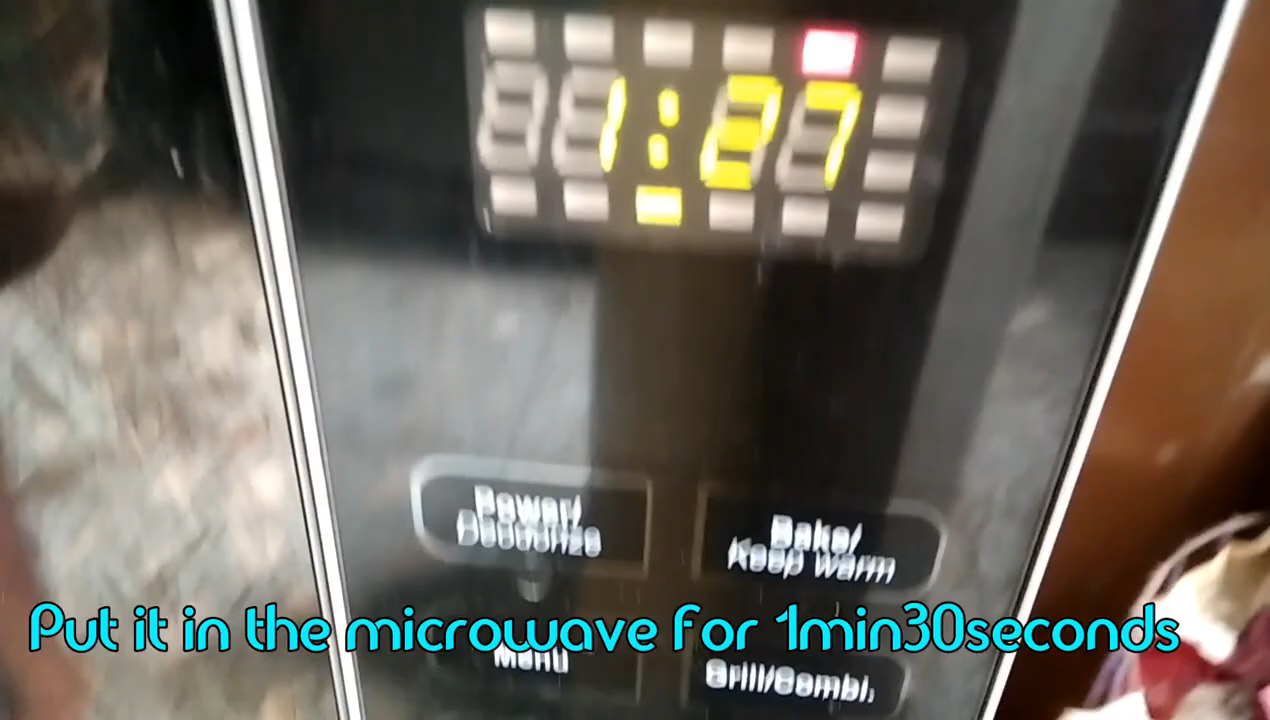 1:27
Power/
Deodorize
Bake/
Keep Warm
Put it in the microwave for 1min30seconds
Menu
Grill/Combi.